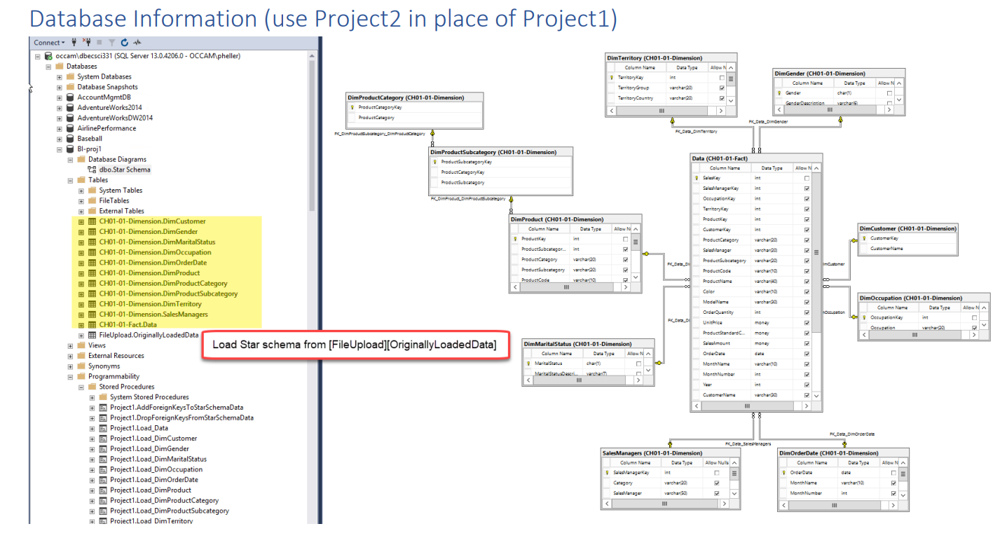 Database Information (use Project2 in place of Project1)
Connect
occam\dbecsci331 (SQL Server 13.0.4206.0 - OCCAM\pheller)
Databases
System Databases
Database Snapshots
AccountMgmtDB
AdventureWorks2014
AdventureWorksDW2014
AirlinePerformance
Baseball
BI-proj1
Database Diagrams
dbo.Star Schema
Tables
System Tables
FileTables
External Tables
CH01-01-Dimension.DimCustomer
CH01-01-Dimension.DimGender
CH01-01-Dimension.DimMaritalStatus
CH01-01-Dimension.DimOccupation
CH01-01-Dimension.DimOrderDate
CH01-01-Dimension.DimProduct
CH01-01-Dimension.DimProductCategory
CH01-01-Dimension.DimProductSubcategory
CH01-01-Dimension.DimTerritory
CH01-01-Dimension.SalesManagers
CH01-01-Fact.Data
FileUpload.OriginallyLoadedData
Views
External Resources
Synonyms
Programmability
Stored Procedures
System Stored Procedures
Project1.AddForeignKeysToStarSchemaData
Project1.DropForeignKeysFromStarSchemaData
Project1.Load_Data
Project1.Load_DimCustomer
Project1.Load_DimGender
Project1.Load_DimMaritalStatus
Project1.Load_DimOccupation
Project1.Load_DimOrderDate
Project1.Load_DimProduct
Project1.Load_DimProductCategory
Project1.Load_DimProductSubcategory
Project1.Load_DimTerritory
Load Star schema from [FileUpload][OriginallyLoadedData]
DimProductCategory (CH01-01-Dimension)
ProductCategoryKey
ProductCategory
FK_DimProductSubcategory_DimProductCategory
DimProductSubcategory (CH01-01-Dimension)
ProductSubcategoryKey
ProductCategoryKey
ProductSubcategory
FK_DimProduct_DimProductSubcategory
DimProduct (CH01-01-Dimension)
Column Name Data Type Allow N
ProductKey int
ProductSubcategor... int
ProductCategory varchar(20)
ProductSubcategory varchar(20)
ProductCode varchar(10)
DimMaritalStatus (CH01-01-Dimension)
Column Name Data Type Allow N
MaritalStatus char(1)
MaritalStatusDescri... varchar(7)
DimTerritory (CH01-01-Dimension)
Column Name Data Type Allow N
TerritoryKey int
TerritoryGroup varchar(20)
TerritoryCountry varchar(20)
FK_Data_DimTerritory
DimGender (CH01-01-Dimension)
Column Name Data Type Allow N
Gender char(1)
GenderDescription varchar(6)
FK_Data_DimGender
Data (CH01-01-Fact)
Column Name Data Type Allow N
SalesKey int
SalesManagerKey int
OccupationKey int
TerritoryKey int
ProductKey int
CustomerKey int
ProductCategory varchar(20)
SalesManager varchar(20)
ProductSubcategory varchar(20)
ProductCode varchar(10)
ProductName varchar(40)
Color varchar(10)
ModelName varchar(30)
OrderQuantity int
UnitPrice money
ProductStandardC... money
SalesAmount money
OrderDate date
MonthName varchar(10)
MonthNumber int
Year int
CustomerName varchar(30)
FK_Data_Di
FK_Data_Di
imCustomer
nOccupation
DimCustomer (CH01-01-Dimension)
CustomerKey
CustomerName
DimOccupation (CH01-01-Dimension)
Column Name Data Type Allow N
OccupationKey int
Occupation varchar(20)
FK_Data_SalesManagers
FK_Data_DimOrderDate
SalesManagers (CH01-01-Dimension)
Column Name Data Type Allow Nulls
SalesManagerKey int
Category varchar(20)
SalesManager varchar(50)
DimOrderDate (CH01-01-Dimension)
Column Name Data Type Allow N
OrderDate date
MonthName varchar(10)
MonthNumber int